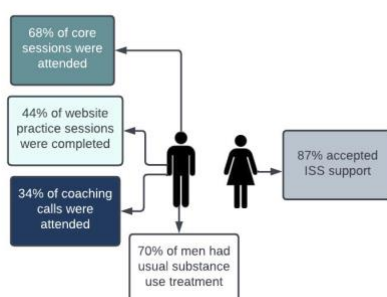 68% of core
sessions were
attended
44% of website
practice sessions
were completed
34% of coaching
calls were
attended
70% of men had
usual substance
use treatment
87% accepted
ISS support